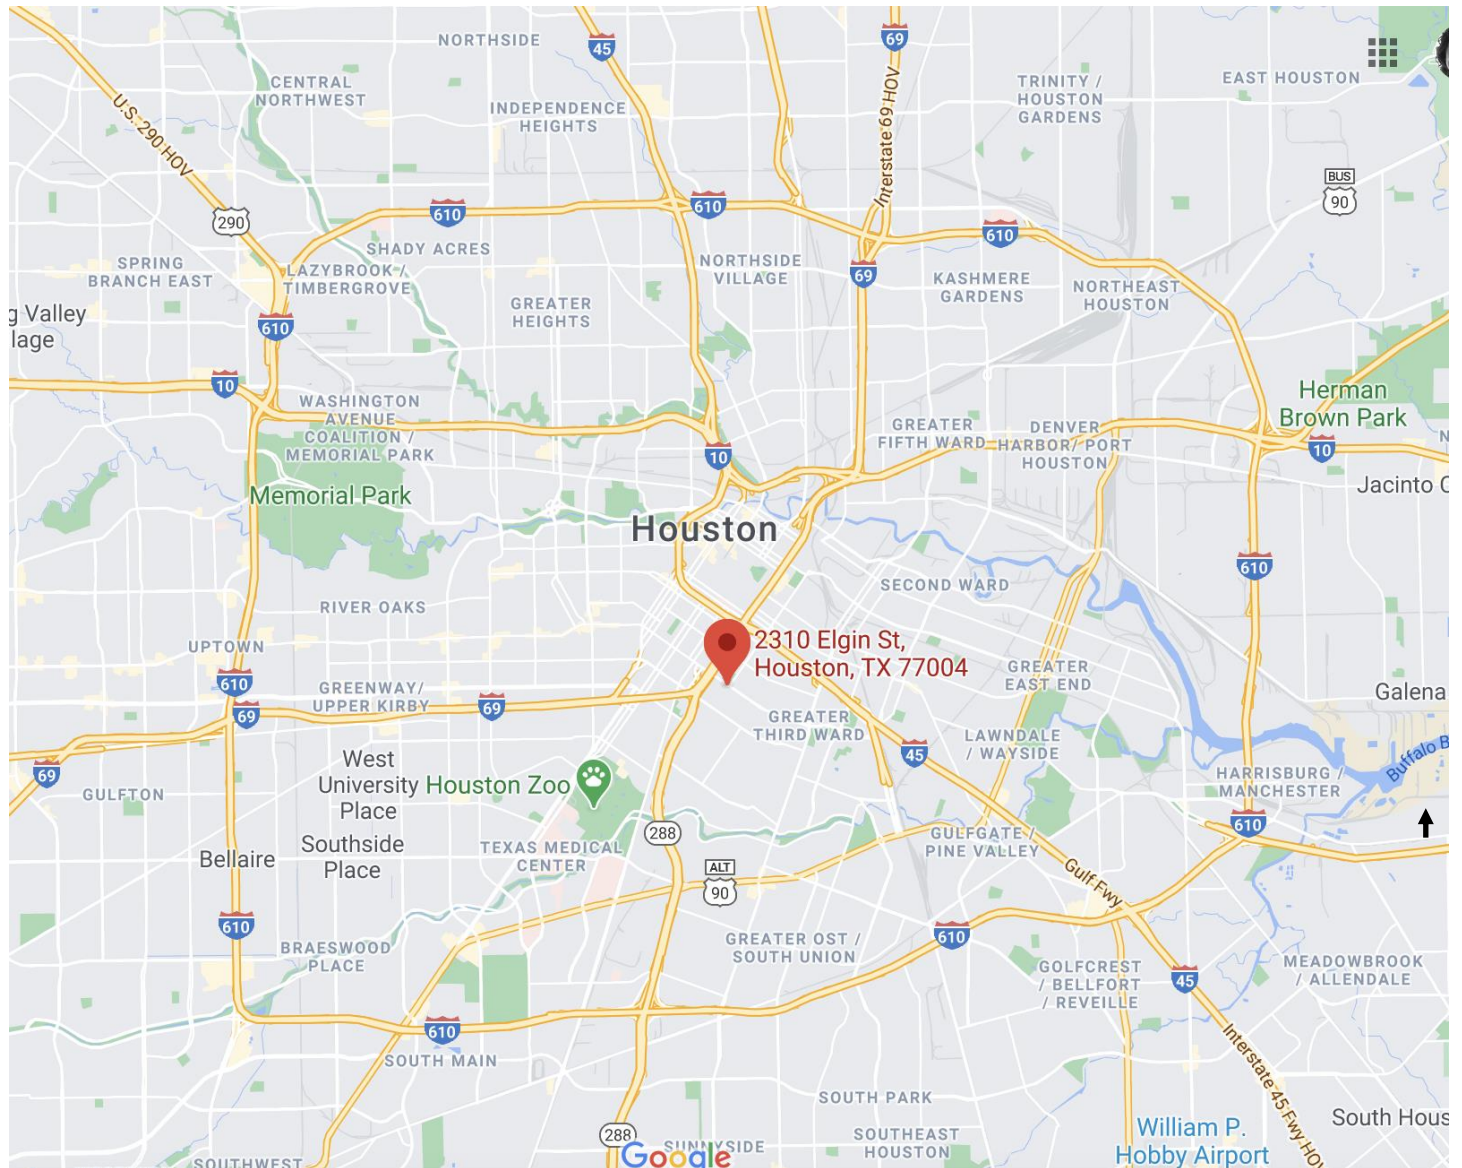 NORTHSIDE
45
69
CENTRAL
NORTHWEST
INDEPENDENCE
HEIGHTS
TRINITY /
HOUSTON
GARDENS
EAST HOUSTON
U.S. 290 HOV
Interstate 69 HOV
BUS
90
290
610
610
610
SHADY ACRES
SPRING
BRANCH EAST
LAZYBROOK /
TIMBERGROVE
NORTHSIDE
VILLAGE
69
KASHMERE
GARDENS
NORTHEAST
HOUSTON
GREATER
HEIGHTS
g Valley
lage
610
10
WASHINGTON
AVENUE
COALITION /
MEMORIAL PARK
Herman
Brown Park
GREATER
FIFTH WARD
DENVER
HARBOR/ PORT
HOUSTON
10
10
Jacinto C
N
Memorial Park
Houston
610
SECOND WARD
RIVER OAKS
UPTOWN
2310 Elgin St,
Houston, TX 77004
610
GREENWAY/
UPPER KIRBY
69
69
GREATER
EAST END
Galena
GREATER
THIRD WARD
LAWNDALE
/ WAYSIDE
45
69
West
University
Place
Houston Zoo
GULFTON
HARRISBURG /
MANCHESTER
Buffalo B
610
288
Southside
Place
Bellaire
TEXAS MEDICAL
CENTER
GULFGATE /
PINE VALLEY
ALT
90
Gulf Fwy
610
610
BRAESWOOD
PLACE
GREATER OST /
SOUTH UNION
GOLFCREST
/ BELLFORT
/ REVEILLE
45
MEADOWBROOK
/ ALLENDALE
610
SOUTH MAIN
Interstate 45 Fwy HO
SOUTH PARK
South Hous
288
SUNNYSIDE
SOUTHEAST
HOUSTON
William P.
Hobby Airport
SOUTHWEST
Google